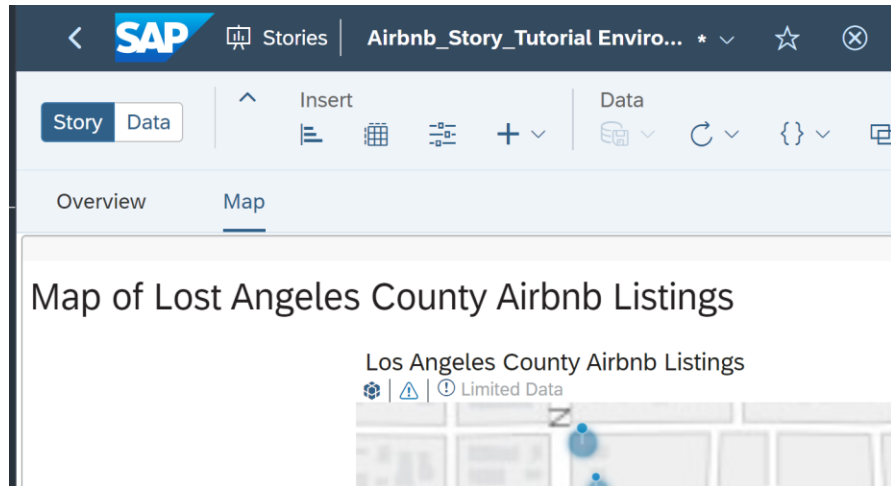 SAP Stories Airbnb_Story_Tutorial Enviro... *
Insert Data
Story Data
{}
Overview Map
Map of Lost Angeles County Airbnb Listings
Los Angeles County Airbnb Listings
Limited Data
N